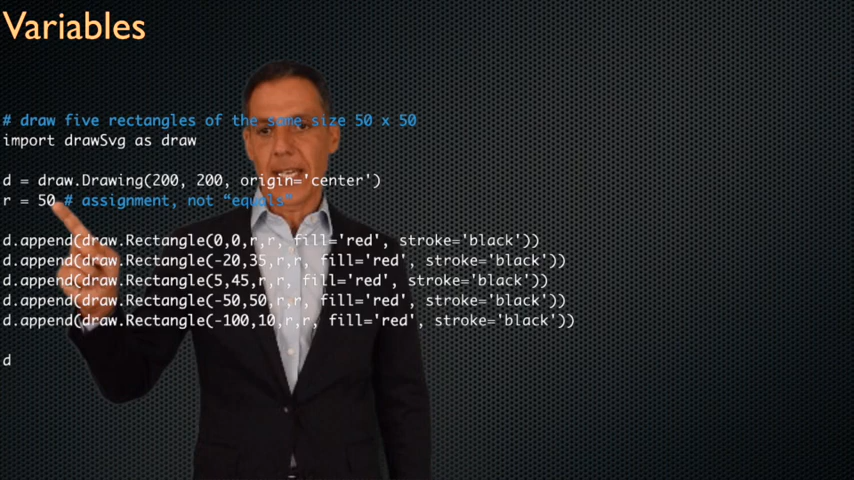 Variables
# draw five rectangles of the same size 50 x 50
import drawSvg as draw
d = draw.Drawing(200, 200, origin='center')
r = 50 # assignment, not “equals”
d.append(draw.Rectangle(0,0,r,r, fill='red', stroke='black'))
d.append(draw.Rectangle(-20,35,r,r, fill='red', stroke='black'))
d.append(draw.Rectangle(5,45,r,r, fill='red', stroke='black'))
d.append(draw.Rectangle(-50,50,r,r, fill='red', stroke='black'))
d.append(draw.Rectangle(-100,10,r,r, fill='red', stroke='black'))
d